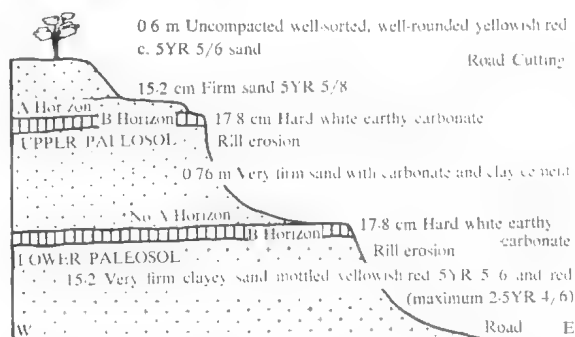 0·6 m Uncompacted well-sorted, well-rounded yellowish red
c. 5YR 5/6 sand
Road Cutting
15·2 cm Firm sand 5YR 5/8
A Horizon
B Horizon
17·8 cm Hard white earthy carbonate
UPPER PALEOSOL
Rill erosion
0·76 m Very firm sand with carbonate and clay cement
No A Horizon
17·8 cm Hard white earthy
carbonate
B Horizon
Rill erosion
LOWER PALEOSOL
15·2 Very firm clayey sand mottled yellowish red 5YR 5 6 and red
(maximum 2·5YR 4/6)
W
Road
E